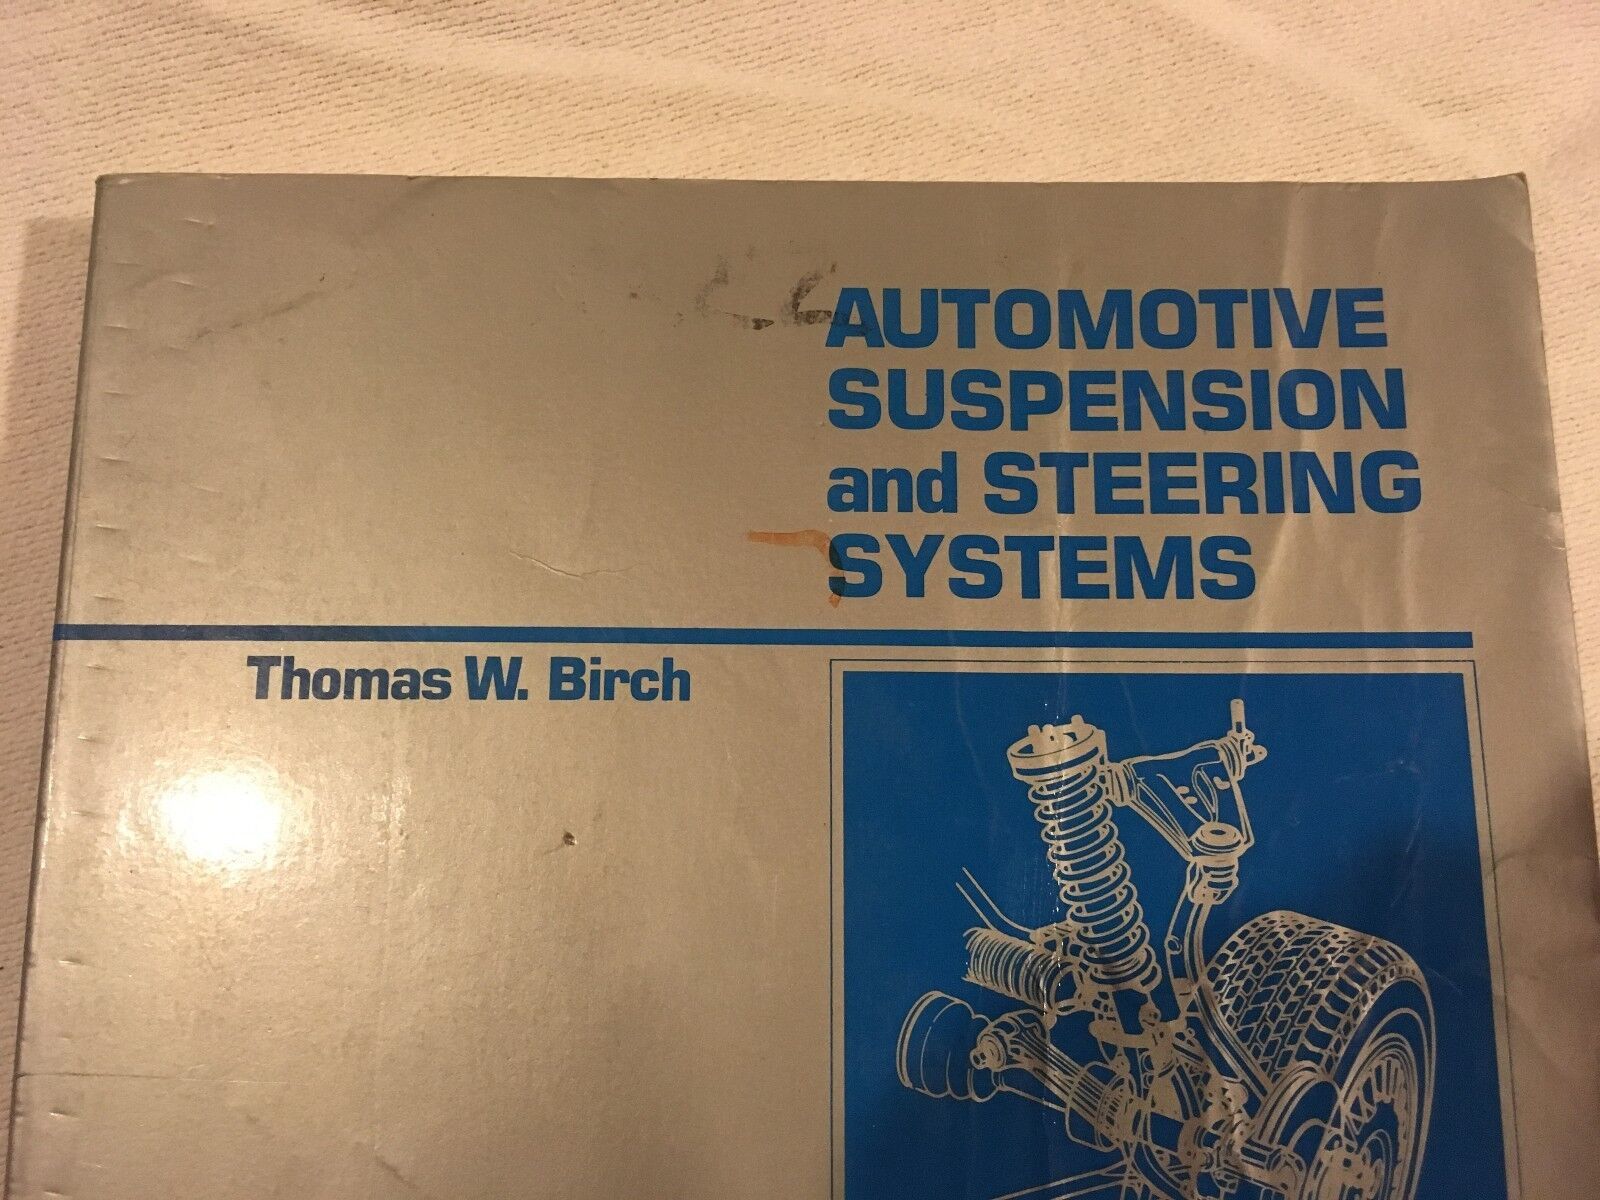 AUTOMOTIVE
SUSPENSION
and STEERING
SYSTEMS
Thomas W. Birch